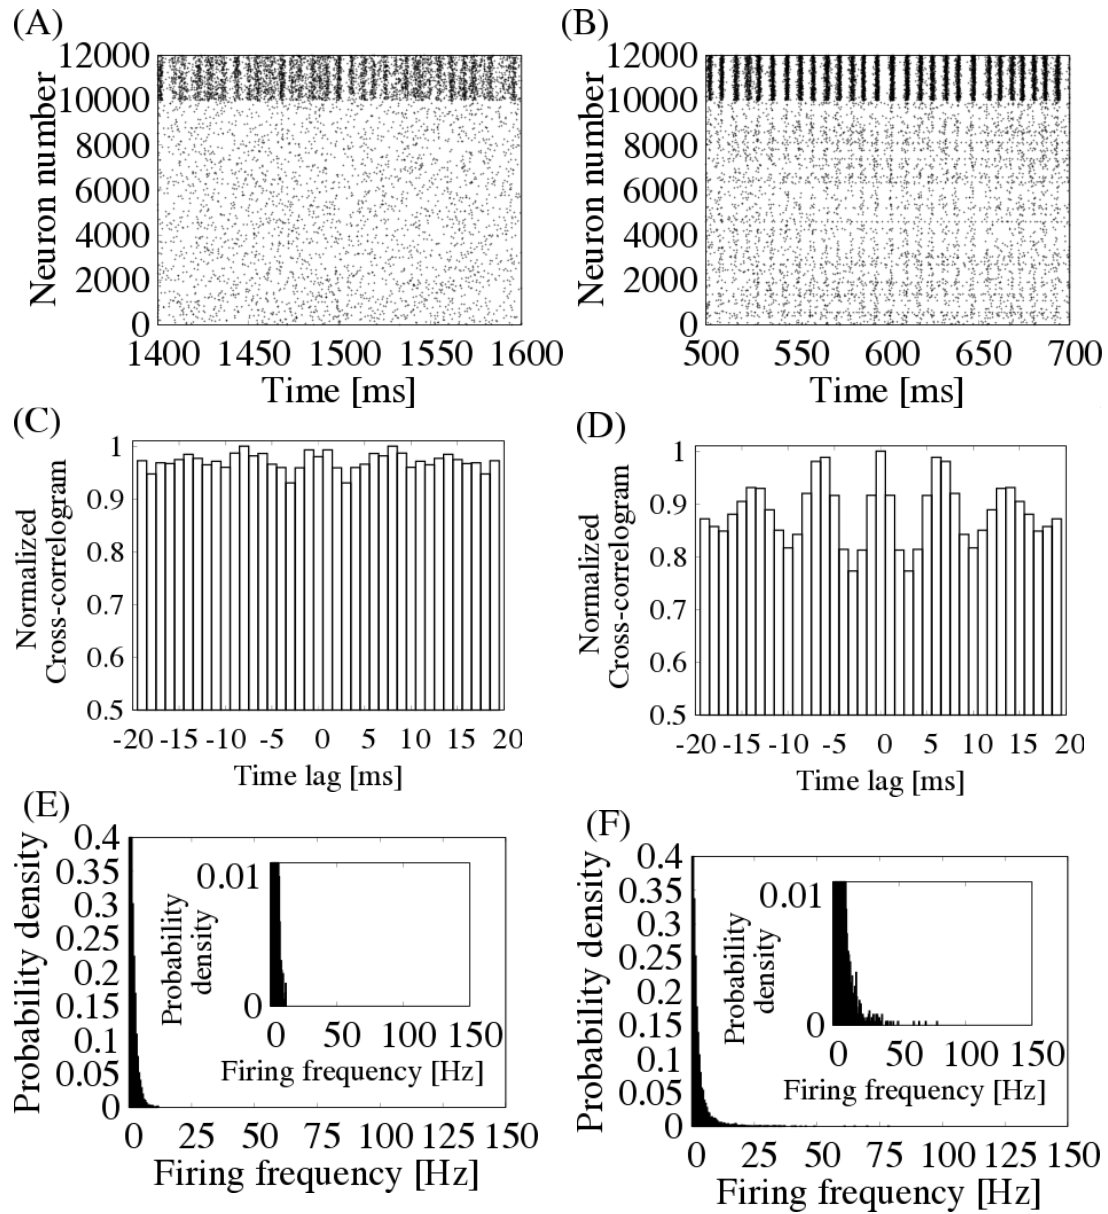 (A)
Neuron number
12000
10000
8000
6000
4000
2000
0
1400 1450 1500 1550 1600
Time [ms]
(B)
Neuron number
12000
10000
8000
6000
4000
2000
0
500 550 600 650 700
Time [ms]
(C)
Normalized
Cross-correlogram
1
0.9
0.8
0.7
0.6
0.5
-20 -15 -10 -5 0 5 10 15 20
Time lag [ms]
(D)
Normalized
Cross-correlogram
1
0.9
0.8
0.7
0.6
0.5
-20 -15 -10 -5 0 5 10 15 20
Time lag [ms]
(E)
Probability density
0.4
0.35
0.3
0.25
0.2
0.15
0.1
0.05
0
0 25 50 75 100 125 150
Firing frequency [Hz]
Probability
density
0.01
0
0 50 100 150
Firing frequency [Hz]
(F)
Probability density
0.4
0.35
0.3
0.25
0.2
0.15
0.1
0.05
0
0 25 50 75 100 125 150
Firing frequency [Hz]
Probability
density
0.01
0
0 50 100 150
Firing frequency [Hz]